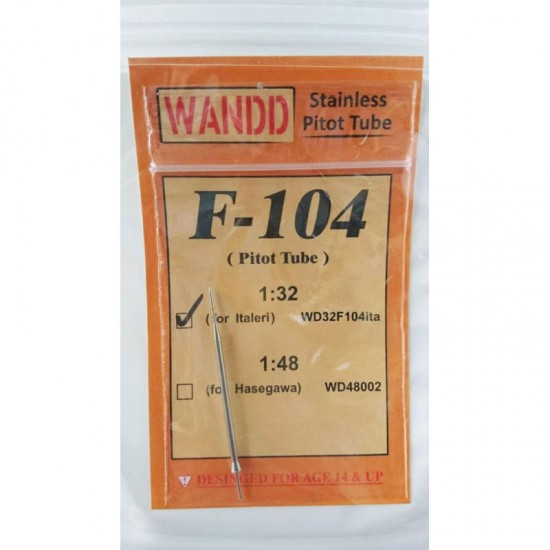 WANDD
Stainless
Pitot Tube
F-104
( Pitot Tube )
1:32
(for Italeri) WD32F104ita
1:48
(for Hasegawa) WD48002
DESINGED FOR AGE 14 & UP